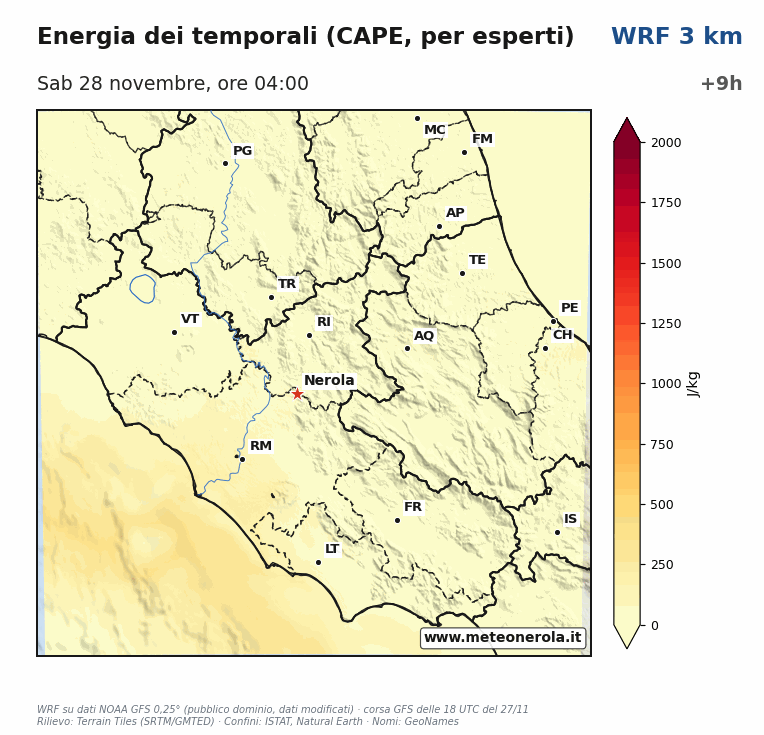 Energia dei temporali (CAPE, per esperti)
WRF 3 km
Sab 28 novembre, ore 04:00
+9h
MC
FM
PG
AP
TE
TR
PE
VT
RI
AQ
CH
Nerola
RM
FR
IS
LT
www.meteonerola.it
2000
1750
1500
1250
1000
750
500
250
0
J/kg
WRF su dati NOAA GFS 0,25° (pubblico dominio, dati modificati) · corsa GFS delle 18 UTC del 27/11
Rilievo: Terrain Tiles (SRTM/GMTED) · Confini: ISTAT, Natural Earth · Nomi: GeoNames